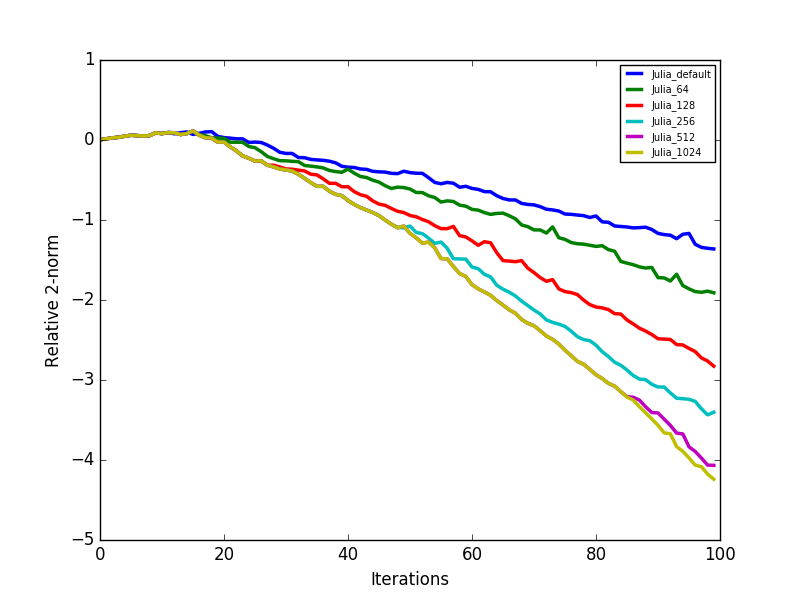 1
0
−1
−2
−3
−4
−5
Relative 2-norm
Julia_default
Julia_64
Julia_128
Julia_256
Julia_512
Julia_1024
0 20 40 60 80 100
Iterations